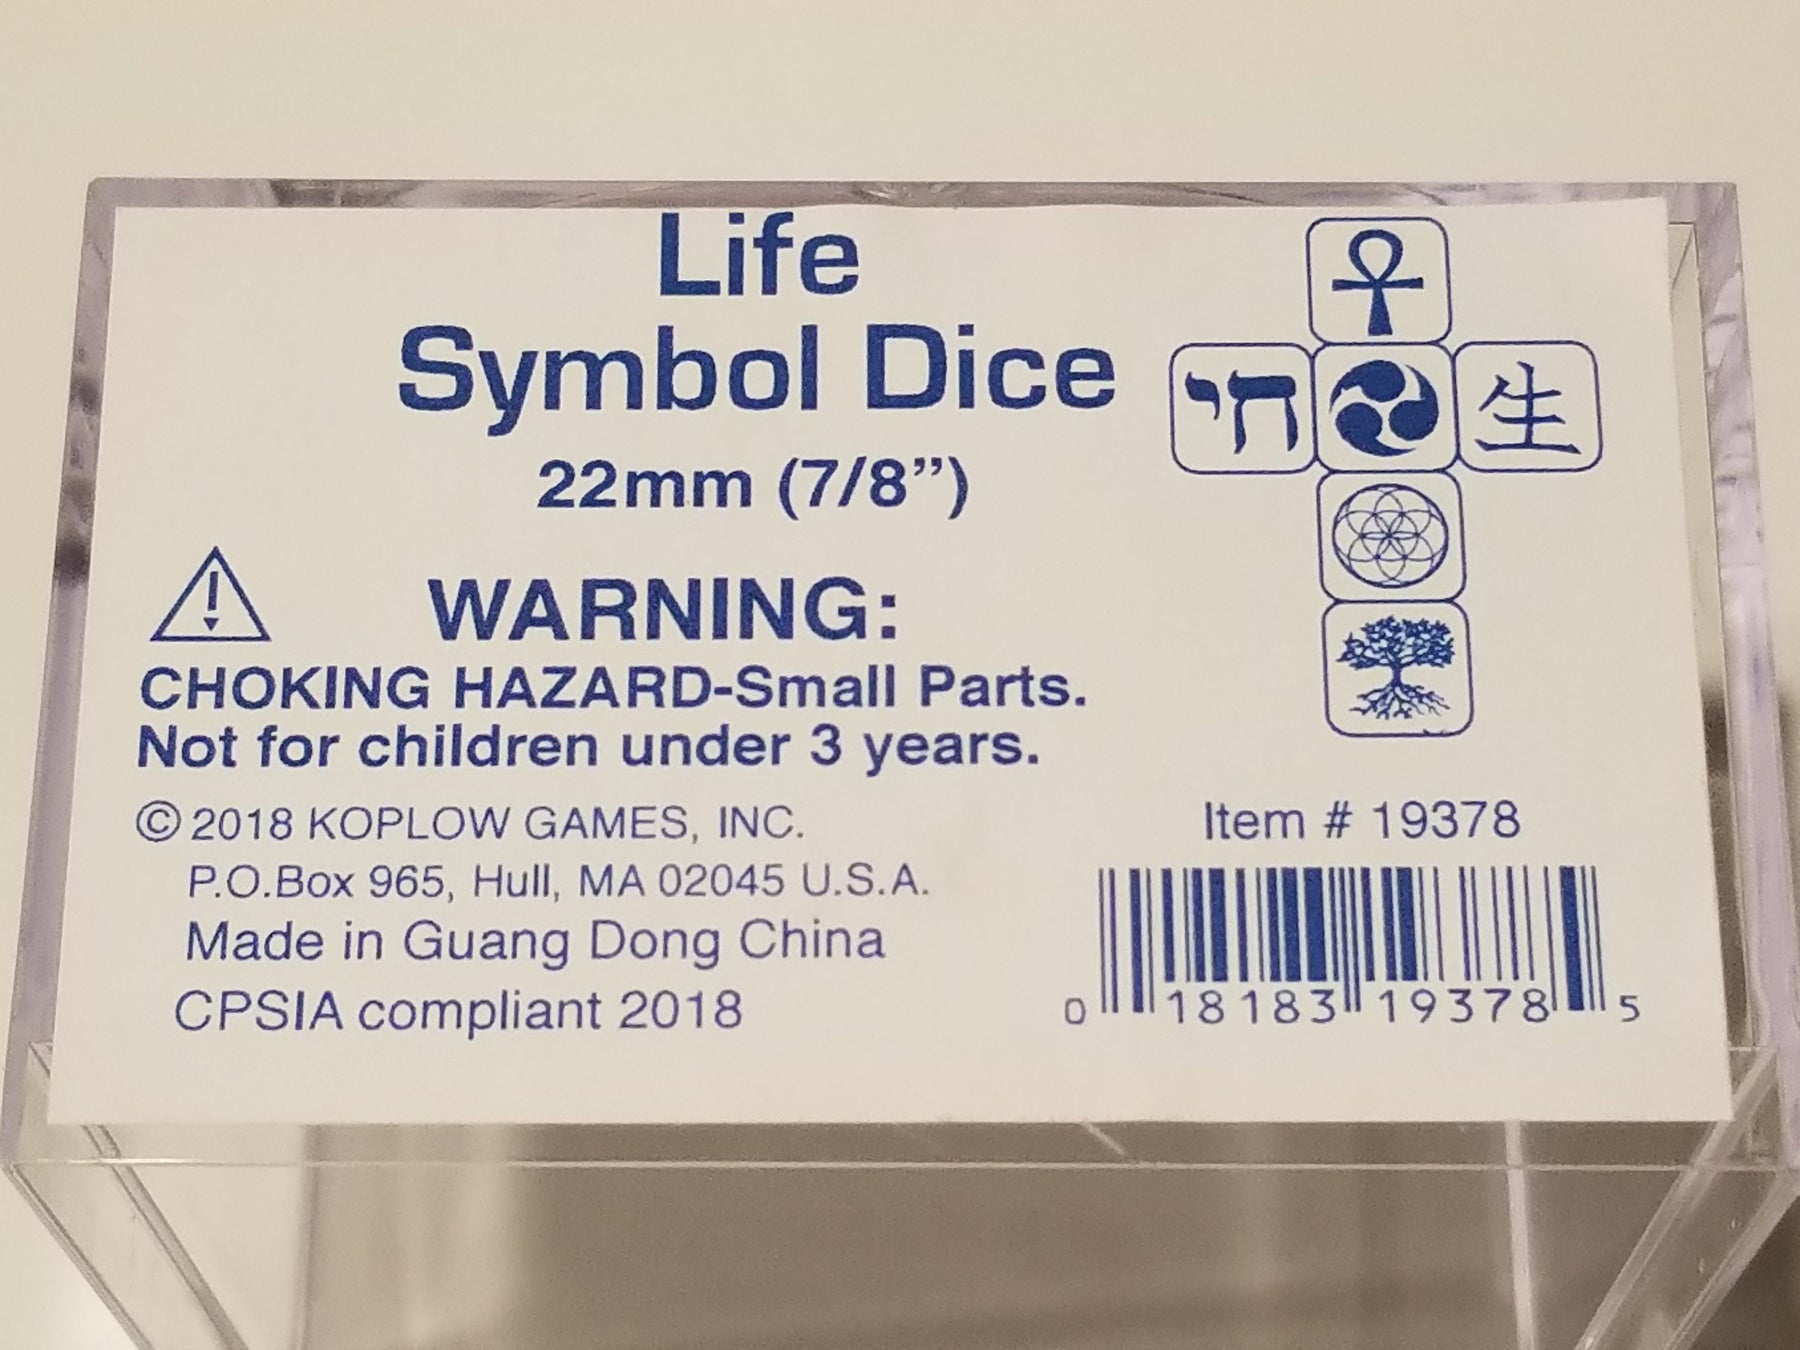 Life
Symbol Dice
22mm (7/8”)
חי
生
WARNING:
CHOKING HAZARD-Small Parts.
Not for children under 3 years.
©2018 KOPLOW GAMES, INC.
P.O.Box 965, Hull, MA 02045 U.S.A.
Made in Guang Dong China
CPSIA compliant 2018
Item # 19378
0 18183 19378 5